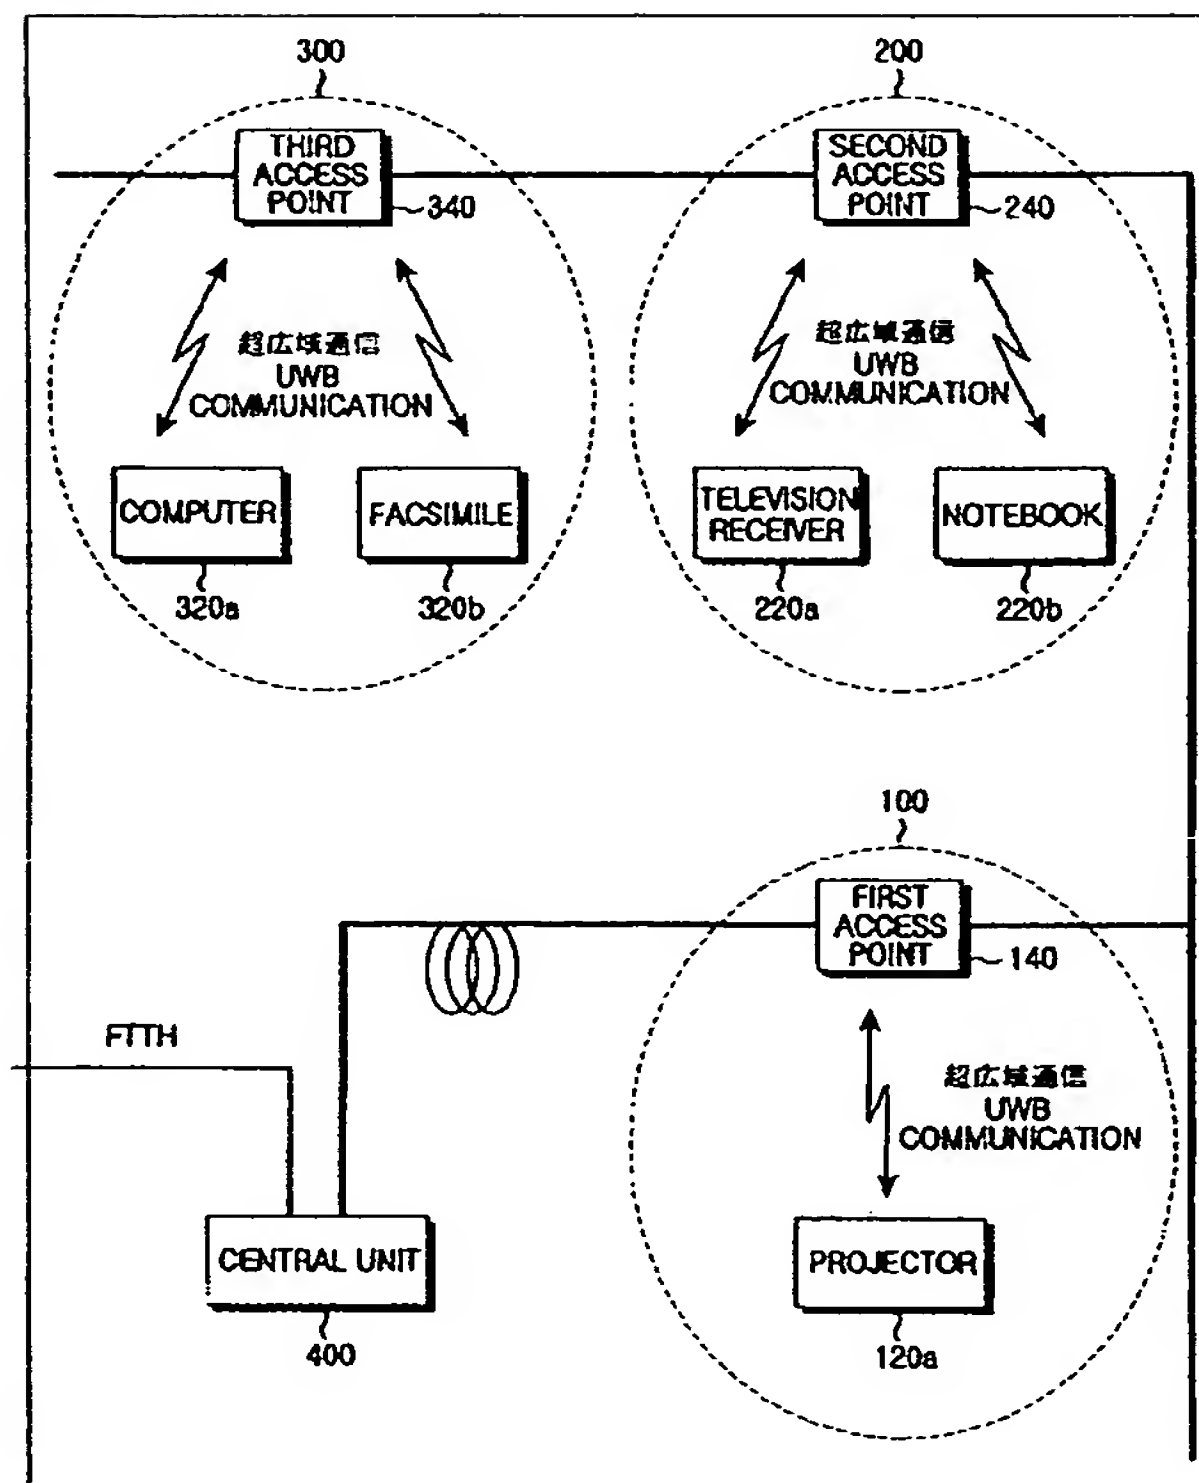 300
THIRD
ACCESS
POINT
340
超広域通信
UWB
COMMUNICATION
COMPUTER
320a
FACSIMILE
320b
200
SECOND
ACCESS
POINT
240
超広域通信
UWB
COMMUNICATION
TELEVISION
RECEIVER
220a
NOTEBOOK
220b
100
FIRST
ACCESS
POINT
140
超広域通信
UWB
COMMUNICATION
PROJECTOR
120a
FTTH
CENTRAL UNIT
400